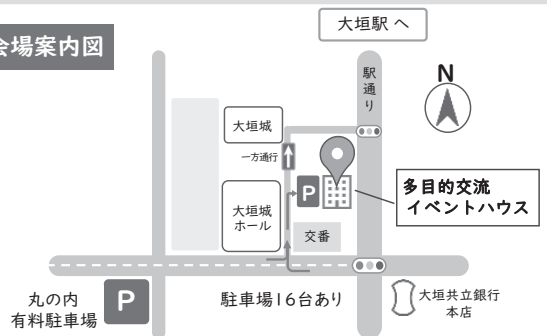 会場案内図
大垣駅 へ
駅通り
N
大垣城
一方通行
P
多目的交流
イベントハウス
大垣城
ホール
交番
丸の内
有料駐車場
P
駐車場16台あり
大垣共立銀行
本店